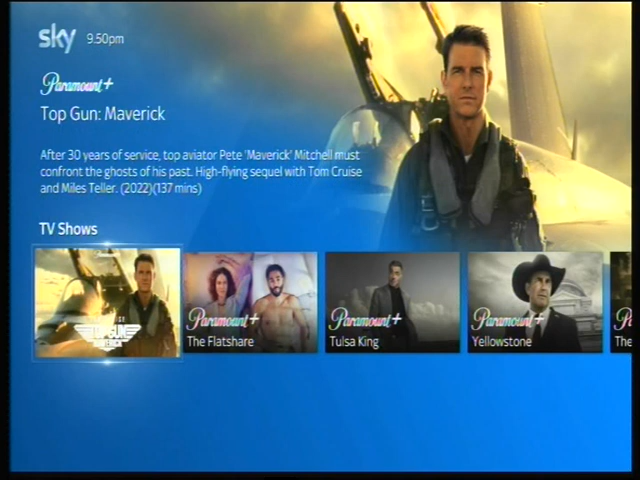 sky 9.50pm
Paramount+
Top Gun: Maverick
After 30 years of service, top aviator Pete 'Maverick' Mitchell must
confront the ghosts of his past. High-flying sequel with Tom Cruise
and Miles Teller. (2022)(137 mins)
TV Shows
TOP GUN
MAVERICK
Paramount+
The Flatshare
Paramount+
Tulsa King
Paramount+
Yellowstone
The